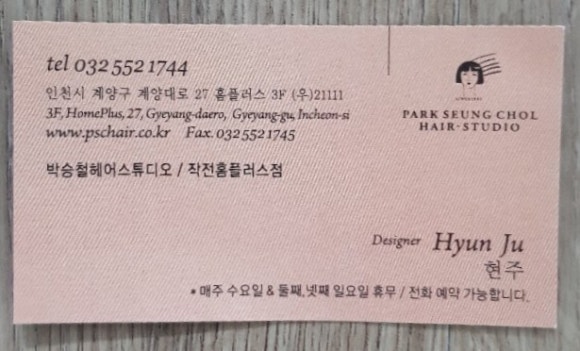 tel 032 552 1744
인천시 계양구 계양대로 27 홈플러스 3F (우)21111
3F, HomePlus, 27, Gyeyang-daero, Gyeyang-gu, Incheon-si
www.pschair.co.kr Fax. 032 552 1745
박승철헤어스튜디오 / 작전홈플러스점
PARK SEUNG CHOL
HAIR·STUDIO
Designer Hyun Ju
현주
* 매주 수요일 & 둘째,넷째 일요일 휴무 / 전화 예약 가능합니다.